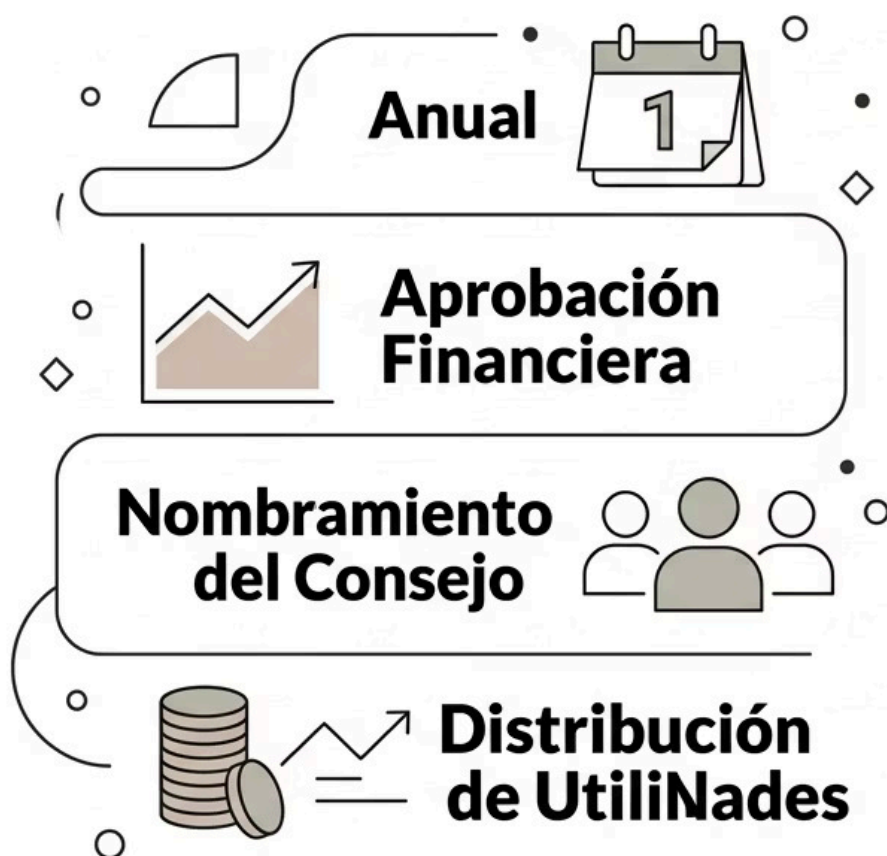 Anual
1
Aprobación
Financiera
Nombramiento
del Consejo
Distribución
de UtiliNades